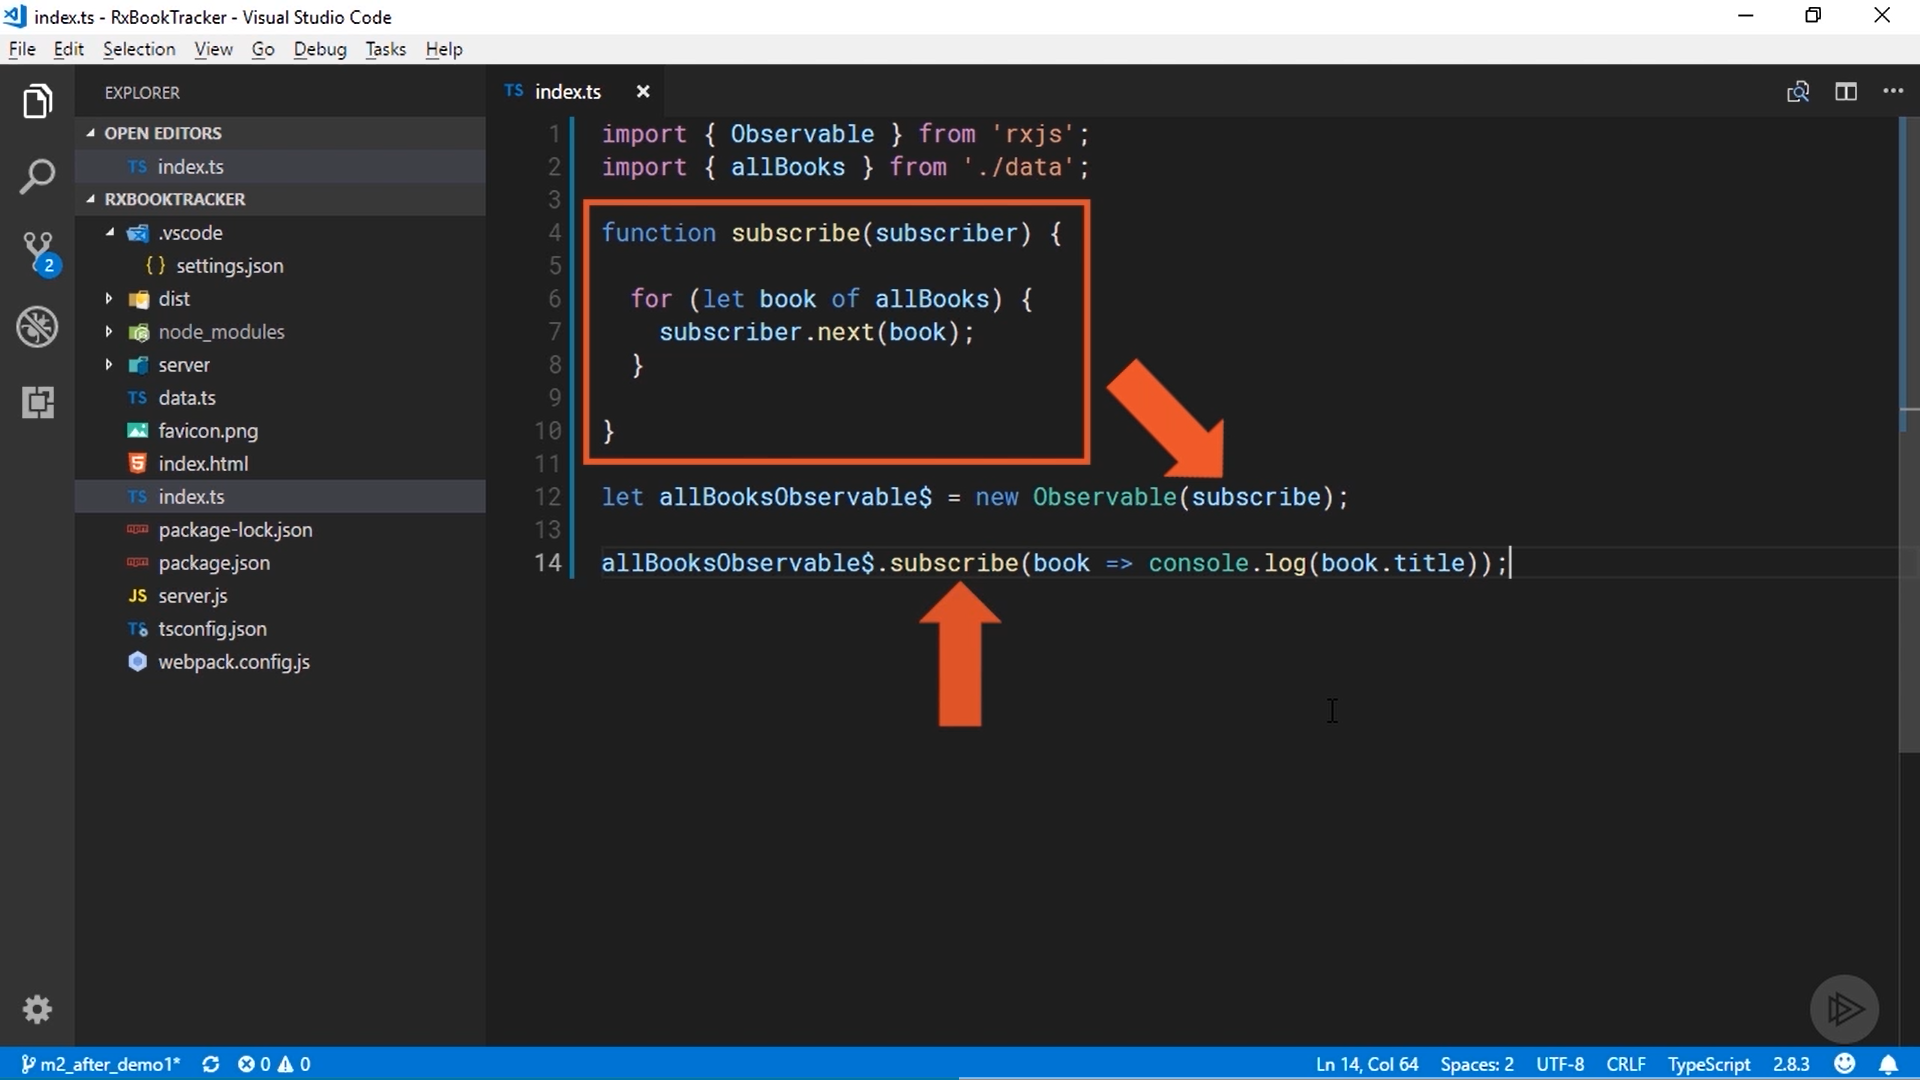 index.ts - RxBookTracker - Visual Studio Code
File Edit Selection View Go Debug Tasks Help
EXPLORER
OPEN EDITORS
TS index.ts
RXBOOKTRACKER
.vscode
{ } settings.json
dist
node_modules
server
TS data.ts
favicon.png
index.html
TS index.ts
package-lock.json
package.json
JS server.js
TS tsconfig.json
webpack.config.js
2
TS index.ts
1 import { Observable } from 'rxjs';
2 import { allBooks } from './data';
3
4 function subscribe(subscriber) {
5
6 for (let book of allBooks) {
7 subscriber.next(book);
8 }
9
10 }
11
12 let allBooksObservable$ = new Observable(subscribe);
13
14 allBooksObservable$.subscribe(book => console.log(book.title));
m2_after_demo1* 0 0 Ln 14, Col 64 Spaces: 2 UTF-8 CRLF TypeScript 2.8.3